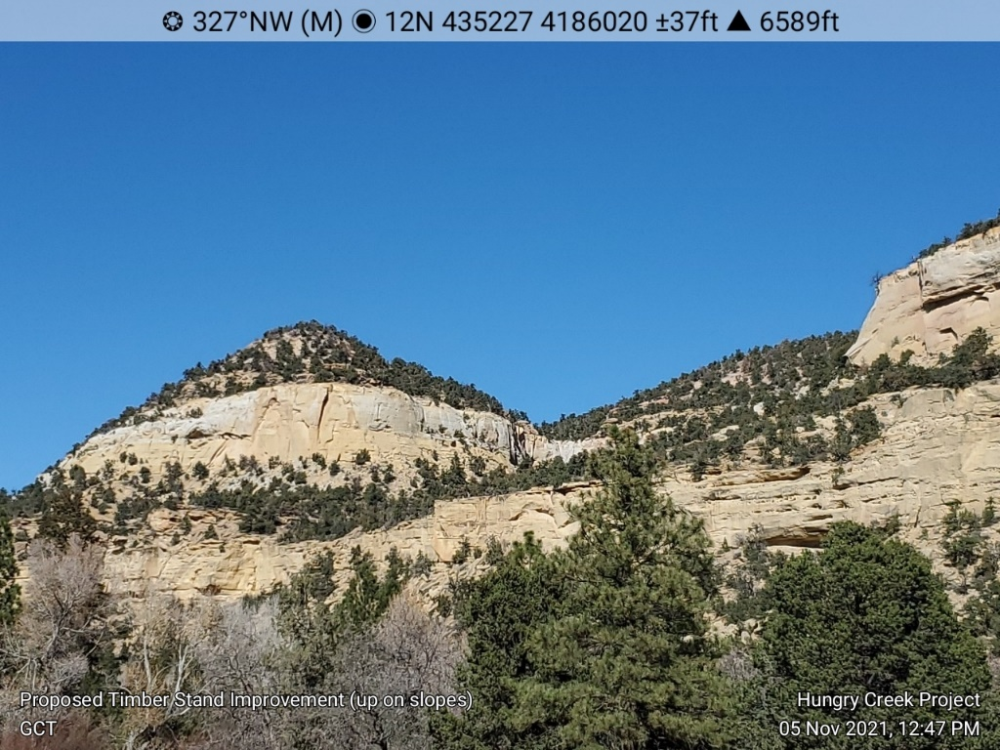 327°NW (M) 12N 435227 4186020 ±37ft ▲ 6589ft
Proposed Timber Stand Improvement (up on slopes)
GCT
Hungry Creek Project
05 Nov 2021, 12:47 PM